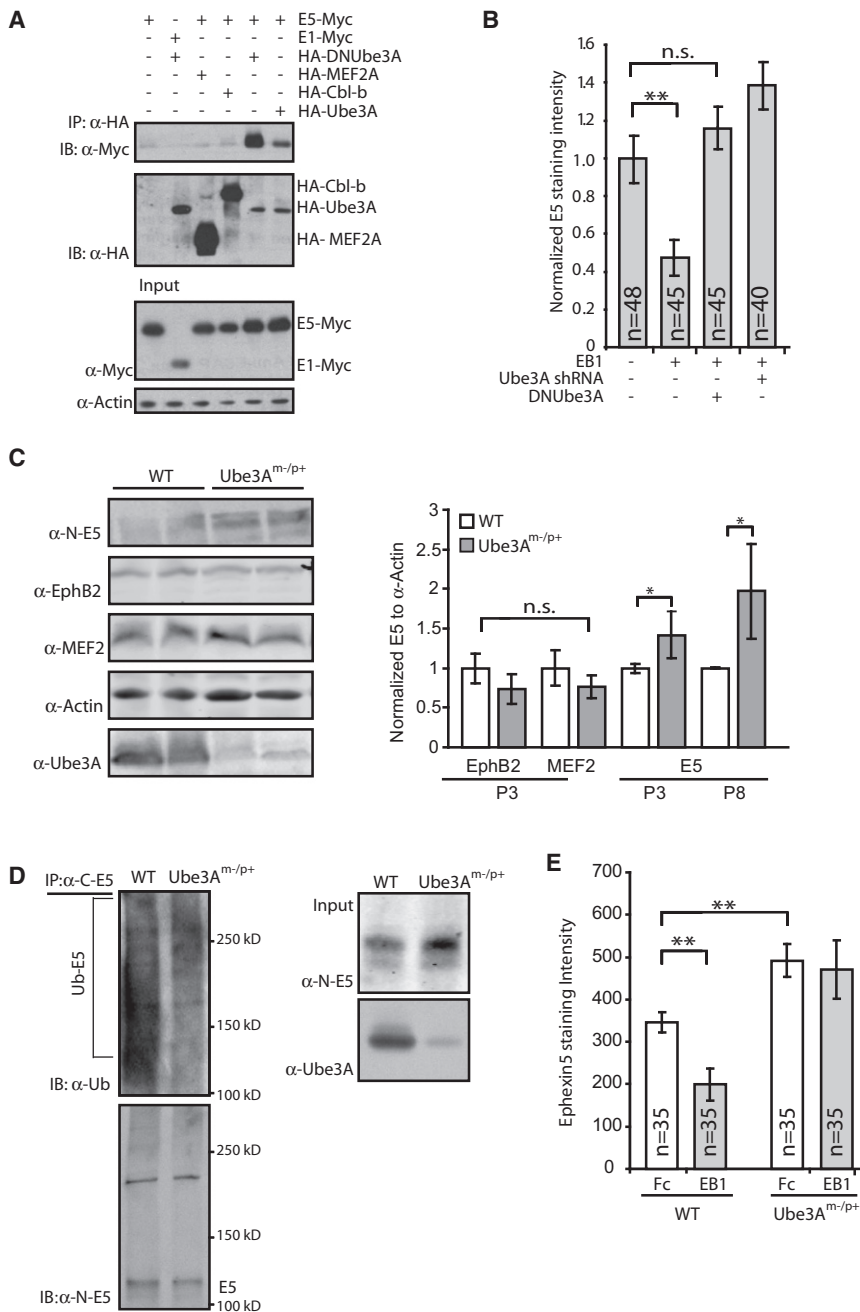 A
+ - + + + + E5-Myc
- + - - - - E1-Myc
- + - - + - HA-DNUbe3A
- - + - - - HA-MEF2A
- - - + - - HA-Cbl-b
- - - - - + HA-Ube3A
IP: α-HA
IB: α-Myc
HA-Cbl-b
HA-Ube3A
HA- MEF2A
IB: α-HA
Input
E5-Myc
E1-Myc
α-Myc
α-Actin
B
Normalized E5 staining intensity
1.6
1.4
1.2
1.0
0.8
0.6
0.4
0.2
0
n.s.
**
n=48
n=45
n=45
n=40
EB1 - + + +
Ube3A shRNA - - - +
DNUbe3A - - + -
C
WT Ube3A m-/p+
α-N-E5
α-EphB2
α-MEF2
α-Actin
α-Ube3A
Normalized E5 to α-Actin
3
2.5
2
1.5
1
0.5
0
WT
Ube3A m-/p+
n.s.
*
*
EphB2 MEF2 E5
P3 P3 P8
D
IP:α-C-E5 WT Ube3A m-/p+
Ub-E5
250 kD
150 kD
100 kD
IB: α-Ub
250 kD
150 kD
E5
100 kD
IB:α-N-E5
WT Ube3A m-/p+
Input
α-N-E5
α-Ube3A
E
Ephexin5 staining Intensity
700
600
500
400
300
200
100
0
**
**
n=35
n=35
n=35
n=35
Fc EB1 Fc EB1
WT Ube3A m-/p+